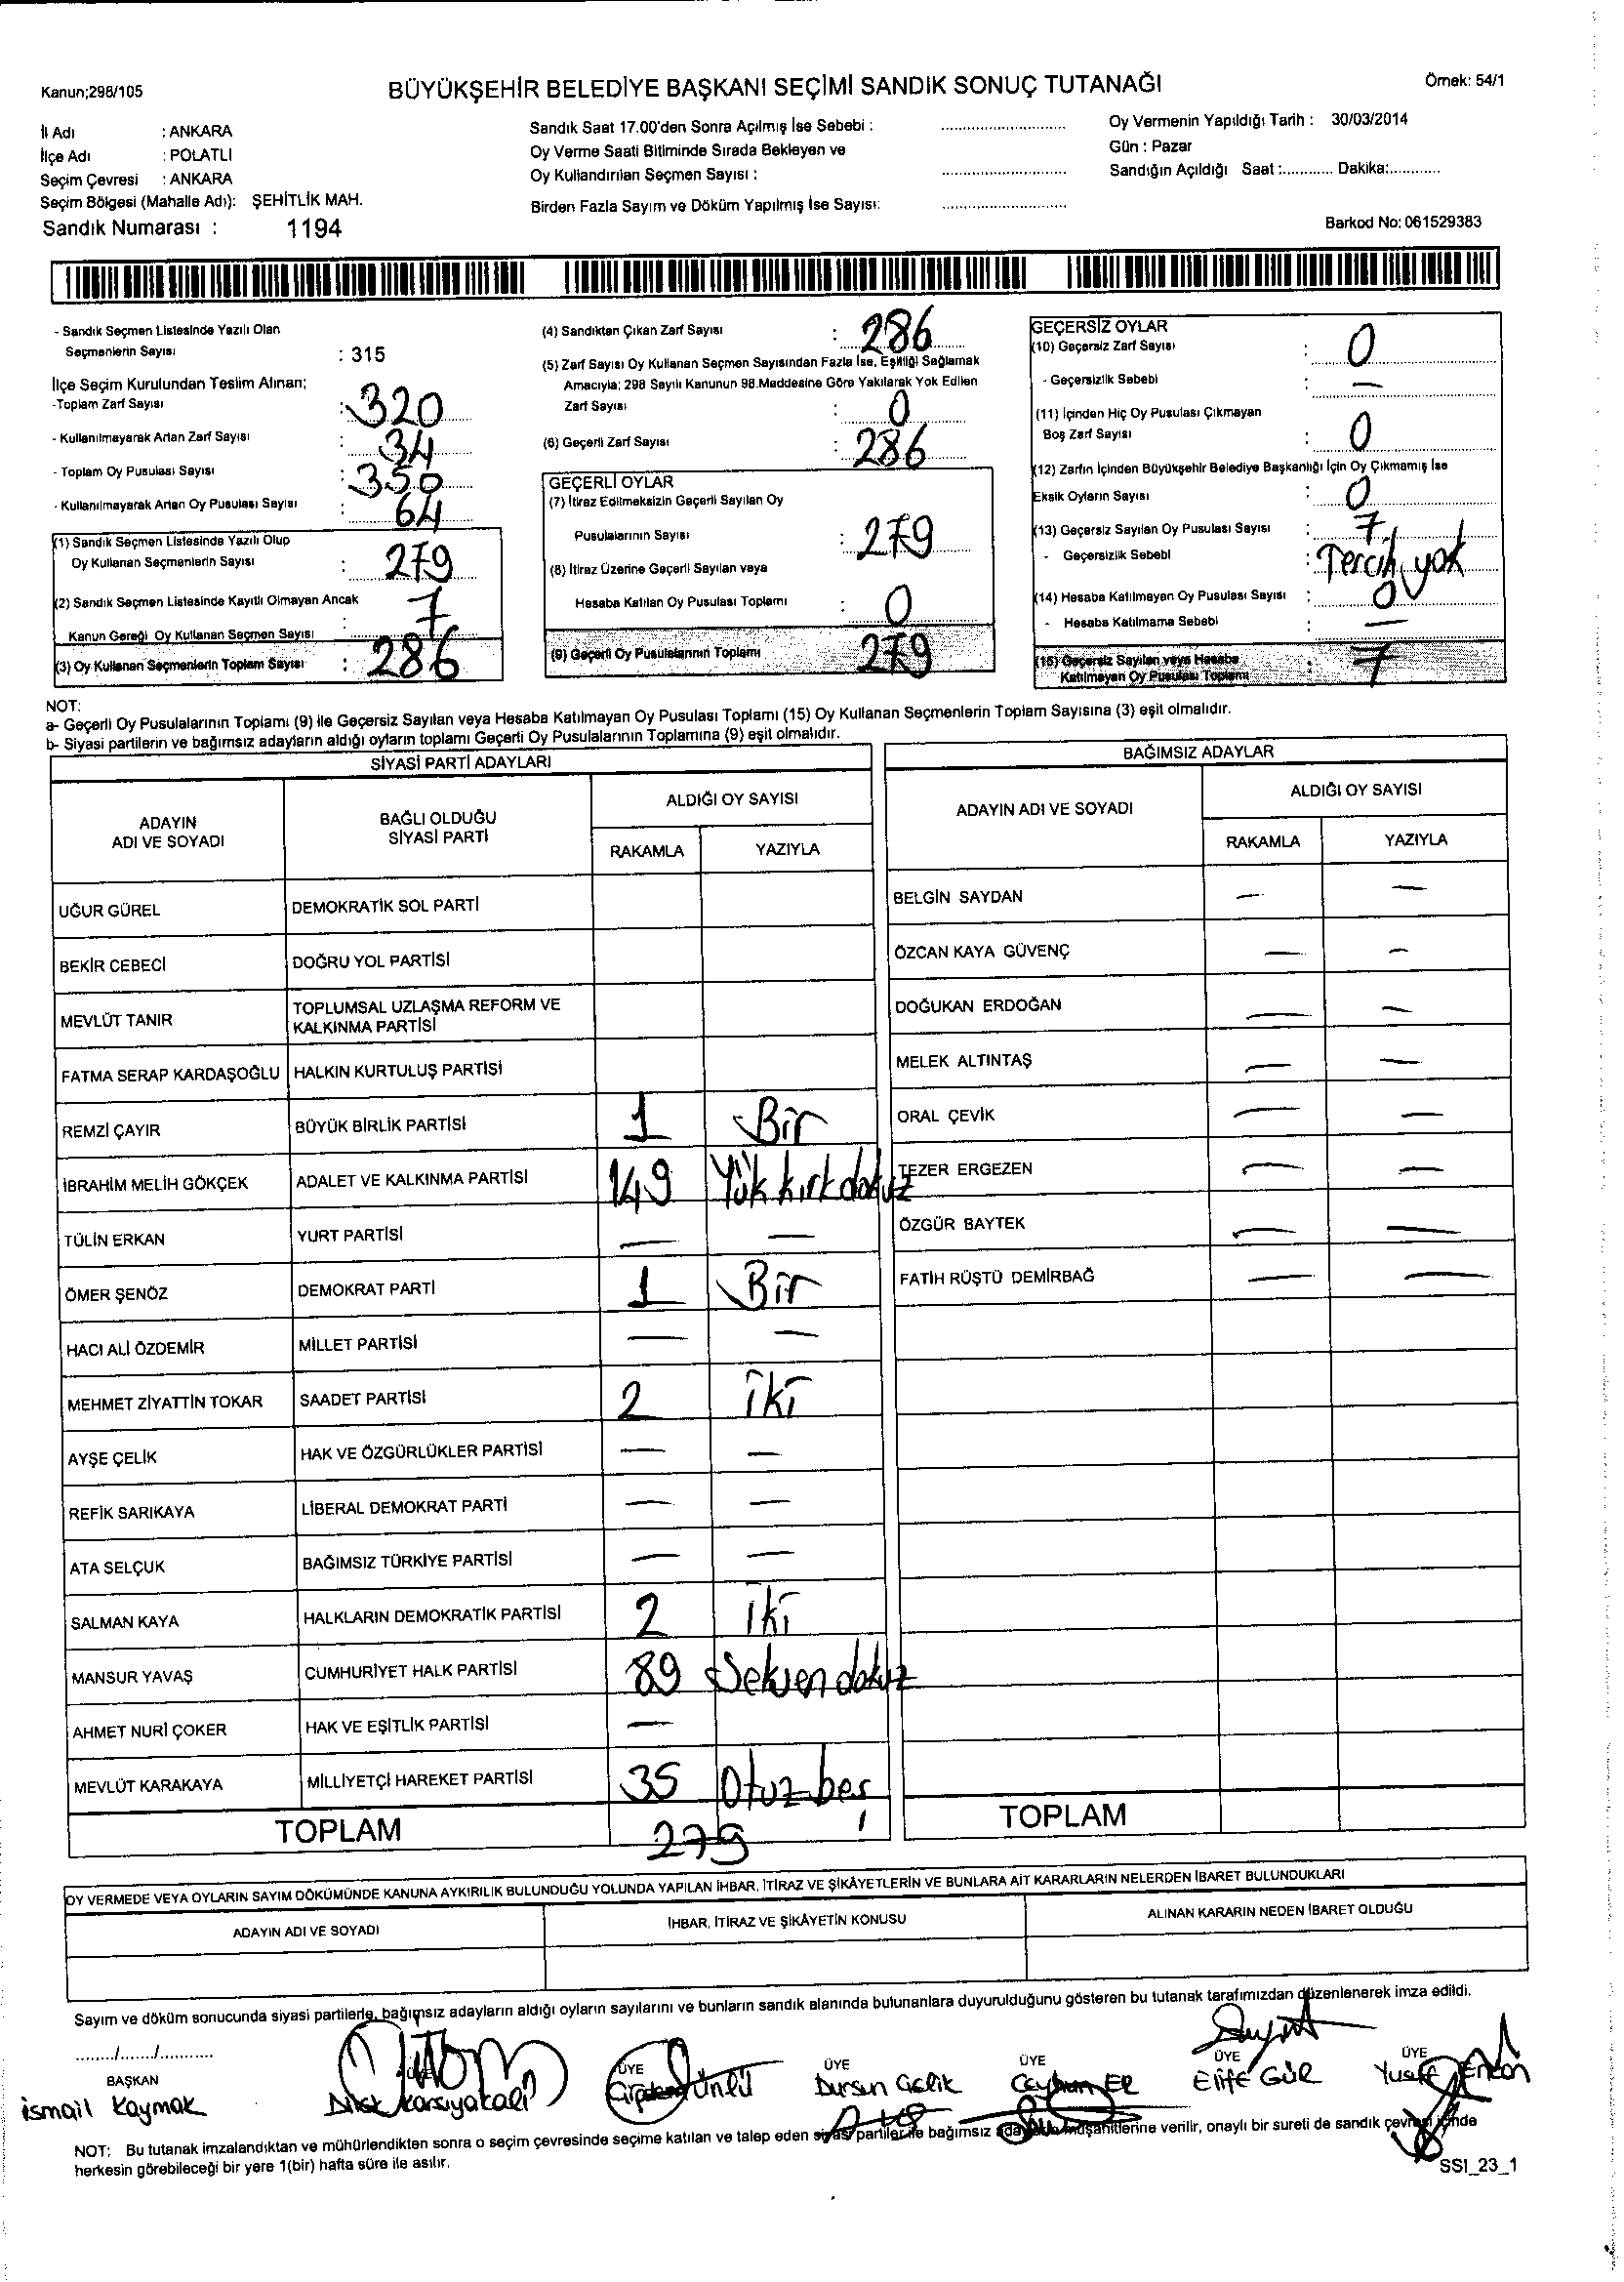 Kanun;298/105
BÜYÜKŞEHİR BELEDİYE BAŞKANI SEÇİMİ SANDIK SONUÇ TUTANAĞI
Örnek: 54/1
İl Adı : ANKARA
İlçe Adı : POLATLI
Seçim Çevresi : ANKARA
Seçim Bölgesi (Mahalle Adı): ŞEHİTLİK MAH.
Sandık Numarası : 1194
Sandık Saat 17.00'den Sonra Açılmış İse Sebebi : ..........
Oy Verme Saati Bitiminde Sırada Bekleyen ve
Oy Kullandırılan Seçmen Sayısı : ..........
Birden Fazla Sayım ve Döküm Yapılmış İse Sayısı: ..........
Oy Vermenin Yapıldığı Tarih : 30/03/2014
Gün : Pazar
Sandığın Açıldığı Saat :............ Dakika:............
Barkod No: 061529383
- Sandık Seçmen Listesinde Yazılı Olan
Seçmenlerin Sayısı : 315
İlçe Seçim Kurulundan Teslim Alınan;
-Toplam Zarf Sayısı : 320
- Kullanılmayarak Artan Zarf Sayısı : 34
- Toplam Oy Pusulası Sayısı : 350
- Kullanılmayarak Artan Oy Pusulası Sayısı : 64
(1) Sandık Seçmen Listesinde Yazılı Olup
Oy Kullanan Seçmenlerin Sayısı : 279
(2) Sandık Seçmen Listesinde Kayıtlı Olmayan Ancak
Kanun Gereği Oy Kullanan Seçmen Sayısı : 7
(3) Oy Kullanan Seçmenlerin Toplam Sayısı : 286
(4) Sandıktan Çıkan Zarf Sayısı : 286
(5) Zarf Sayısı Oy Kullanan Seçmen Sayısından Fazla İse, Eşitliği Sağlamak
Amacıyla; 298 Sayılı Kanunun 98.Maddesine Göre Yakılarak Yok Edilen
Zarf Sayısı : 0
(6) Geçerli Zarf Sayısı : 286
GEÇERLİ OYLAR
(7) İtiraz Edilmeksizin Geçerli Sayılan Oy
Pusulalarının Sayısı : 279
(8) İtiraz Üzerine Geçerli Sayılan veya
Hesaba Katılan Oy Pusulası Toplamı : 0
(9) Geçerli Oy Pusulalarının Toplamı 279
GEÇERSİZ OYLAR
(10) Geçersiz Zarf Sayısı : 0
- Geçersizlik Sebebi : —
(11) İçinden Hiç Oy Pusulası Çıkmayan
Boş Zarf Sayısı : 0
(12) Zarfın İçinden Büyükşehir Belediye Başkanlığı İçin Oy Çıkmamış İse
Eksik Oyların Sayısı : 0
(13) Geçersiz Sayılan Oy Pusulası Sayısı : 7
- Geçersizlik Sebebi : Tercih yok
(14) Hesaba Katılmayan Oy Pusulası Sayısı : 0
- Hesaba Katılmama Sebebi : —
(15) Geçersiz Sayılan veya Hesaba
Katılmayan Oy Pusulası Toplamı : 7
NOT:
a- Geçerli Oy Pusulalarının Toplamı (9) ile Geçersiz Sayılan veya Hesaba Katılmayan Oy Pusulası Toplamı (15) Oy Kullanan Seçmenlerin Toplam Sayısına (3) eşit olmalıdır.
b- Siyasi partilerin ve bağımsız adayların aldığı oyların toplamı Geçerli Oy Pusulalarının Toplamına (9) eşit olmalıdır.
SİYASİ PARTİ ADAYLARI
ADAYIN ADI VE SOYADI
BAĞLI OLDUĞU SİYASİ PARTİ
ALDIĞI OY SAYISI
RAKAMLA YAZIYLA
UĞUR GÜREL DEMOKRATİK SOL PARTİ
BEKİR CEBECİ DOĞRU YOL PARTİSİ
MEVLÜT TANIR TOPLUMSAL UZLAŞMA REFORM VE
KALKINMA PARTİSİ
FATMA SERAP KARDAŞOĞLU HALKIN KURTULUŞ PARTİSİ
REMZİ ÇAYIR BÜYÜK BİRLİK PARTİSİ 1 Bir
İBRAHİM MELİH GÖKÇEK ADALET VE KALKINMA PARTİSİ 149 Yük kırk dokuz
TÜLİN ERKAN YURT PARTİSİ — —
ÖMER ŞENÖZ DEMOKRAT PARTİ 1 Bir
HACI ALİ ÖZDEMİR MİLLET PARTİSİ — —
MEHMET ZİYATTİN TOKAR SAADET PARTİSİ 2 iki
AYŞE ÇELİK HAK VE ÖZGÜRLÜKLER PARTİSİ — —
REFİK SARIKAYA LİBERAL DEMOKRAT PARTİ — —
ATA SELÇUK BAĞIMSIZ TÜRKİYE PARTİSİ — —
SALMAN KAYA HALKLARIN DEMOKRATİK PARTİSİ 2 iki
MANSUR YAVAŞ CUMHURİYET HALK PARTİSİ 89 Seksen dokuz
AHMET NURİ ÇOKER HAK VE EŞİTLİK PARTİSİ —
MEVLÜT KARAKAYA MİLLİYETÇİ HAREKET PARTİSİ 35 Otuz beş
TOPLAM 279
BAĞIMSIZ ADAYLAR
ADAYIN ADI VE SOYADI
ALDIĞI OY SAYISI
RAKAMLA YAZIYLA
BELGİN SAYDAN — —
ÖZCAN KAYA GÜVENÇ — —
DOĞUKAN ERDOĞAN — —
MELEK ALTINTAŞ — —
ORAL ÇEVİK — —
TEZER ERGEZEN — —
ÖZGÜR BAYTEK — —
FATİH RÜŞTÜ DEMİRBAĞ — —
TOPLAM
OY VERMEDE VEYA OYLARIN SAYIM DÖKÜMÜNDE KANUNA AYKIRILIK BULUNDUĞU YOLUNDA YAPILAN İHBAR, İTİRAZ VE ŞİKÂYETLERİN VE BUNLARA AİT KARARLARIN NELERDEN İBARET BULUNDUKLARI
ADAYIN ADI VE SOYADI
İHBAR, İTİRAZ VE ŞİKÂYETİN KONUSU
ALINAN KARARIN NEDEN İBARET OLDUĞU
Sayım ve döküm sonucunda siyasi partilerle, bağımsız adayların aldığı oyların sayılarını ve bunların sandık alanında bulunanlara duyurulduğunu gösteren bu tutanak tarafımızdan düzenlenerek imza edildi.
......../......../............
BAŞKAN ÜYE ÜYE ÜYE ÜYE ÜYE
ismail Kaymak Ünlü Dursun Çelik Ceyhun ER Elife GÜL Yusuf
NOT: Bu tutanak imzalandıktan ve mühürlendikten sonra o seçim çevresinde seçime katılan ve talep eden siyasi partiler ile bağımsız aday müşahitlerine verilir, onaylı bir sureti de sandık çevresi içinde
herkesin görebileceği bir yere 1(bir) hafta süre ile asılır.
SSI_23_1